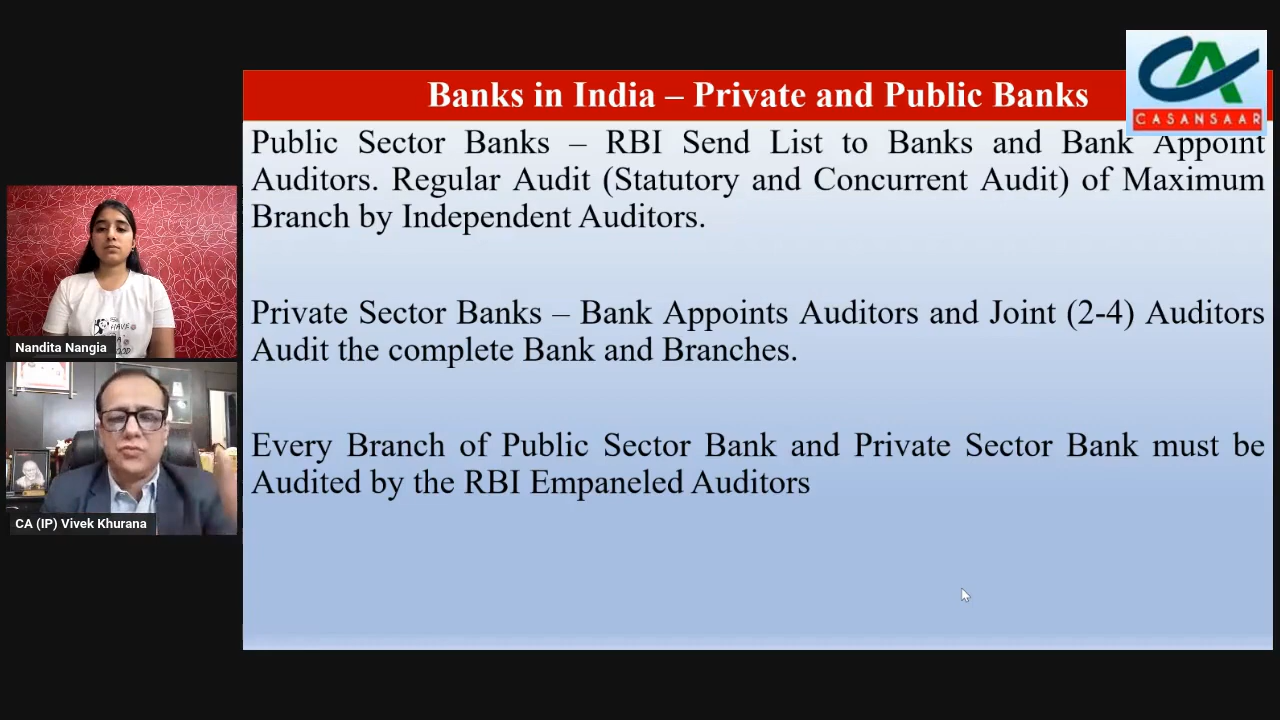 Banks in India – Private and Public Banks
CASANSAAR
Public Sector Banks – RBI Send List to Banks and Bank Appoint
Auditors. Regular Audit (Statutory and Concurrent Audit) of Maximum
Branch by Independent Auditors.
Private Sector Banks – Bank Appoints Auditors and Joint (2-4) Auditors
Audit the complete Bank and Branches.
Every Branch of Public Sector Bank and Private Sector Bank must be
Audited by the RBI Empaneled Auditors
HAVE
Nandita Nangia
CA (IP) Vivek Khurana